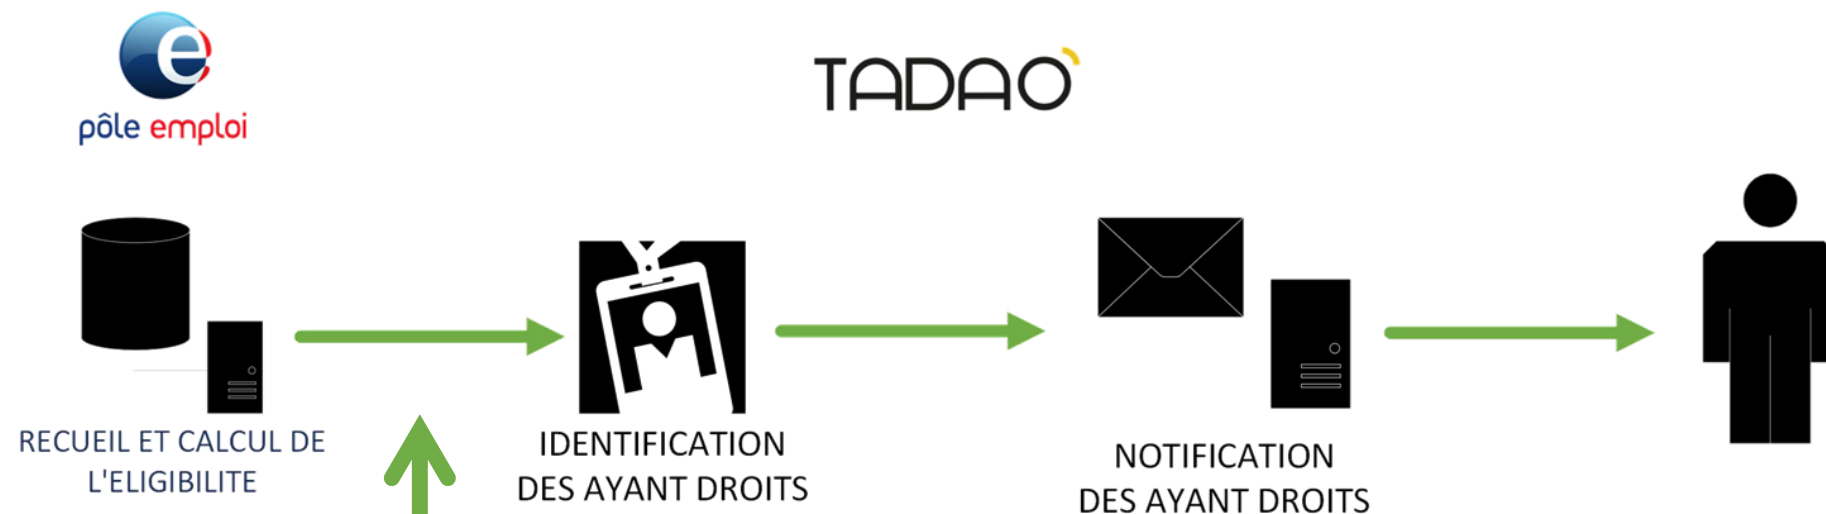 e
pôle emploi
TADAO
RECUEIL ET CALCUL DE
L'ELIGIBILITE
IDENTIFICATION
DES AYANT DROITS
NOTIFICATION
DES AYANT DROITS